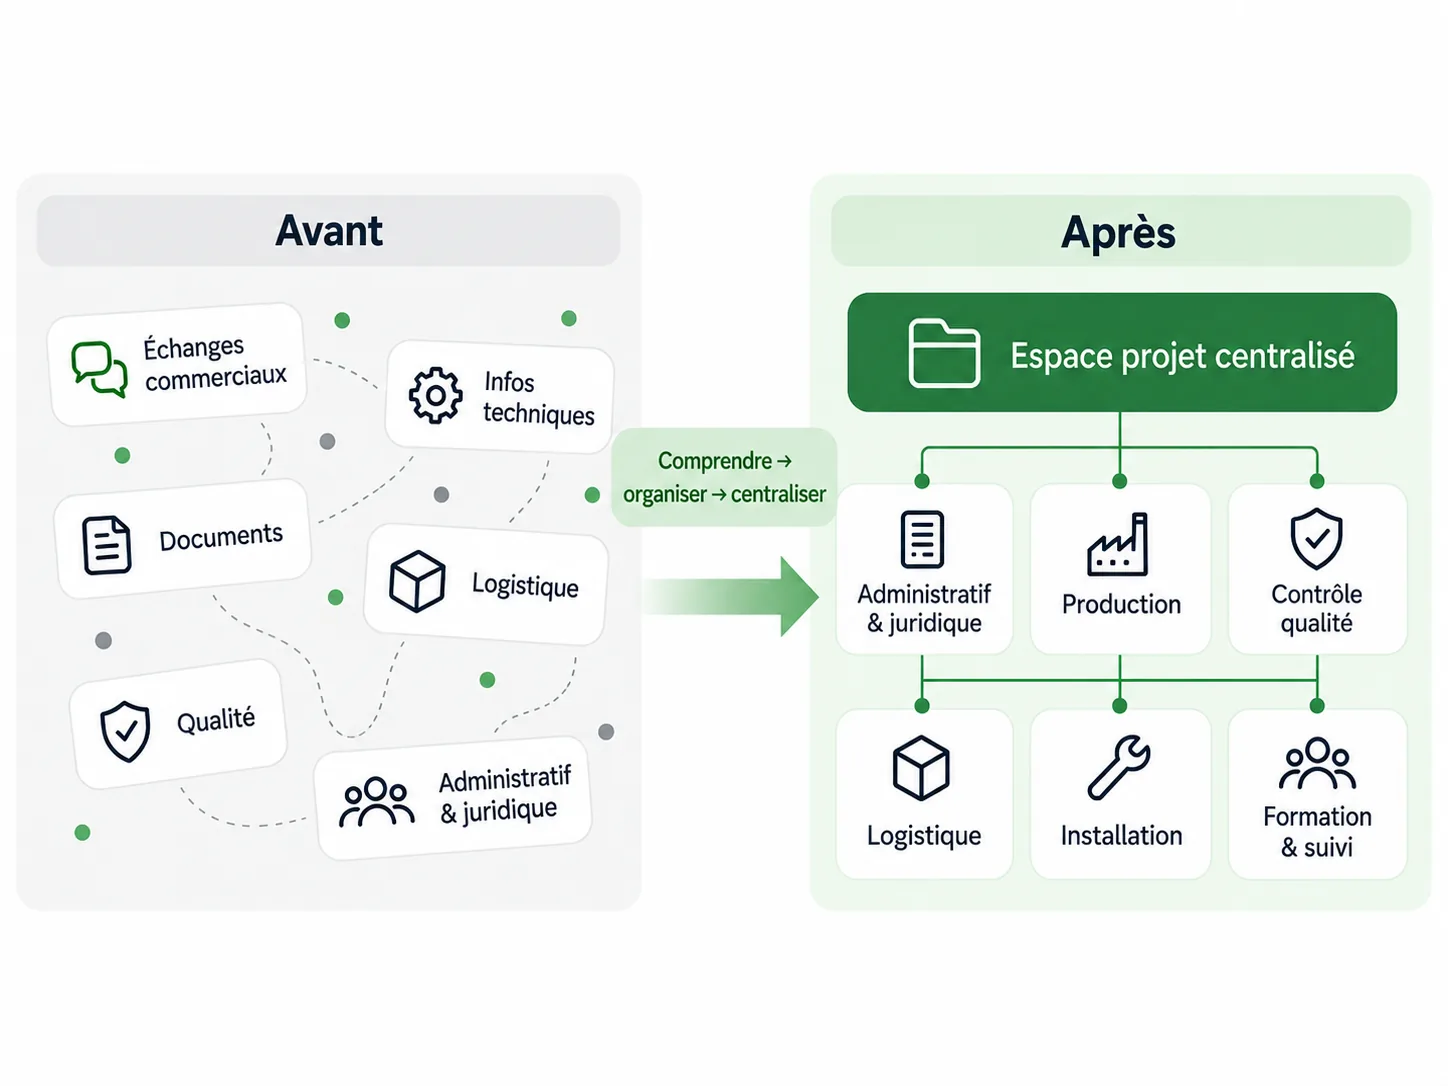 Avant
Échanges
commerciaux
Infos
techniques
Documents
Logistique
Qualité
Administratif
& juridique
Comprendre →
organiser → centraliser
Après
Espace projet centralisé
Administratif
& juridique
Production
Contrôle
qualité
Logistique
Installation
Formation
& suivi